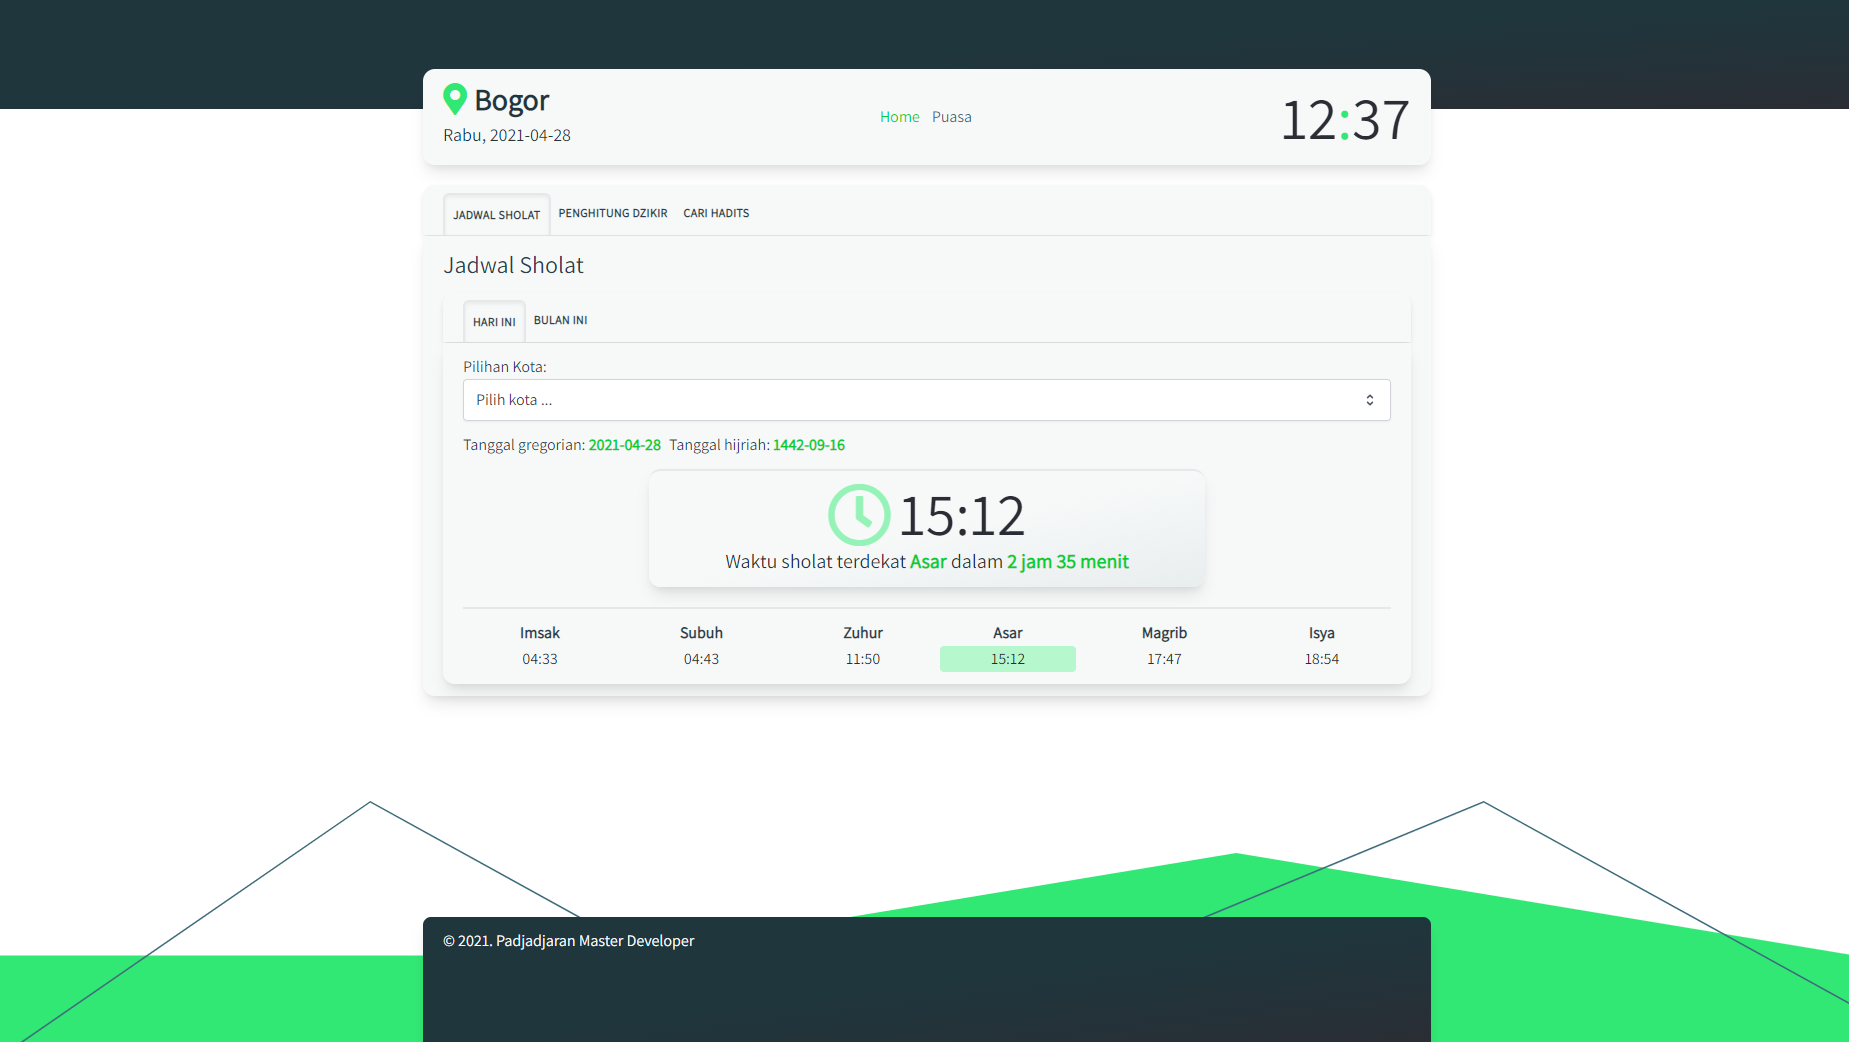 Bogor
Rabu, 2021-04-28
Home Puasa
12:37
JADWAL SHOLAT PENGHITUNG DZIKIR CARI HADITS
Jadwal Sholat
HARI INI BULAN INI
Pilihan Kota:
Pilih kota ...
Tanggal gregorian: 2021-04-28 Tanggal hijriah: 1442-09-16
15:12
Waktu sholat terdekat Asar dalam 2 jam 35 menit
Imsak Subuh Zuhur Asar Magrib Isya
04:33 04:43 11:50 15:12 17:47 18:54
© 2021. Padjadjaran Master Developer